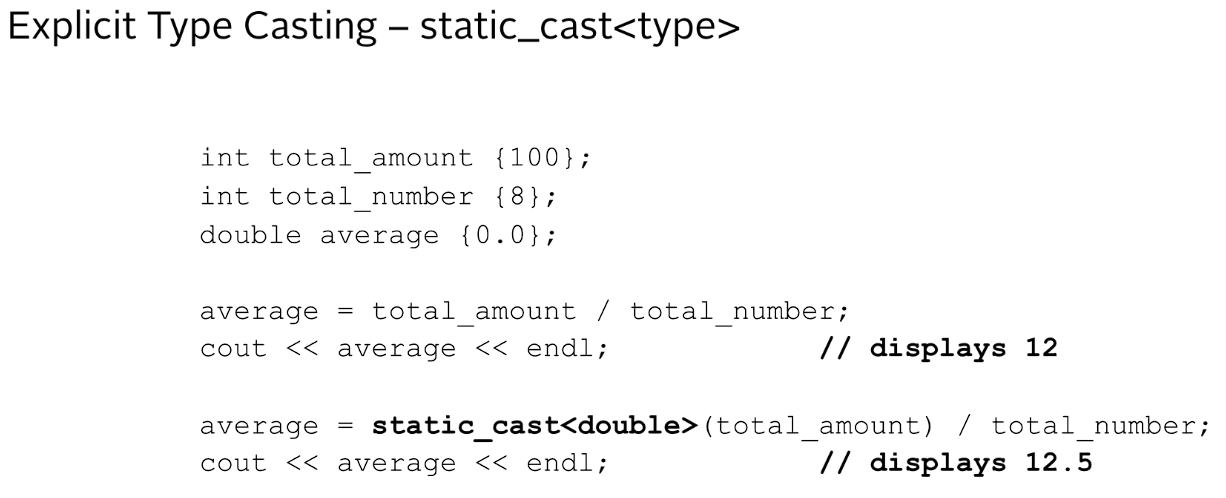 Explicit Type Casting – static_cast<type>
int total_amount {100};
int total_number {8};
double average {0.0};
average = total_amount / total_number;
cout << average << endl; // displays 12
average = static_cast<double>(total_amount) / total_number;
cout << average << endl; // displays 12.5